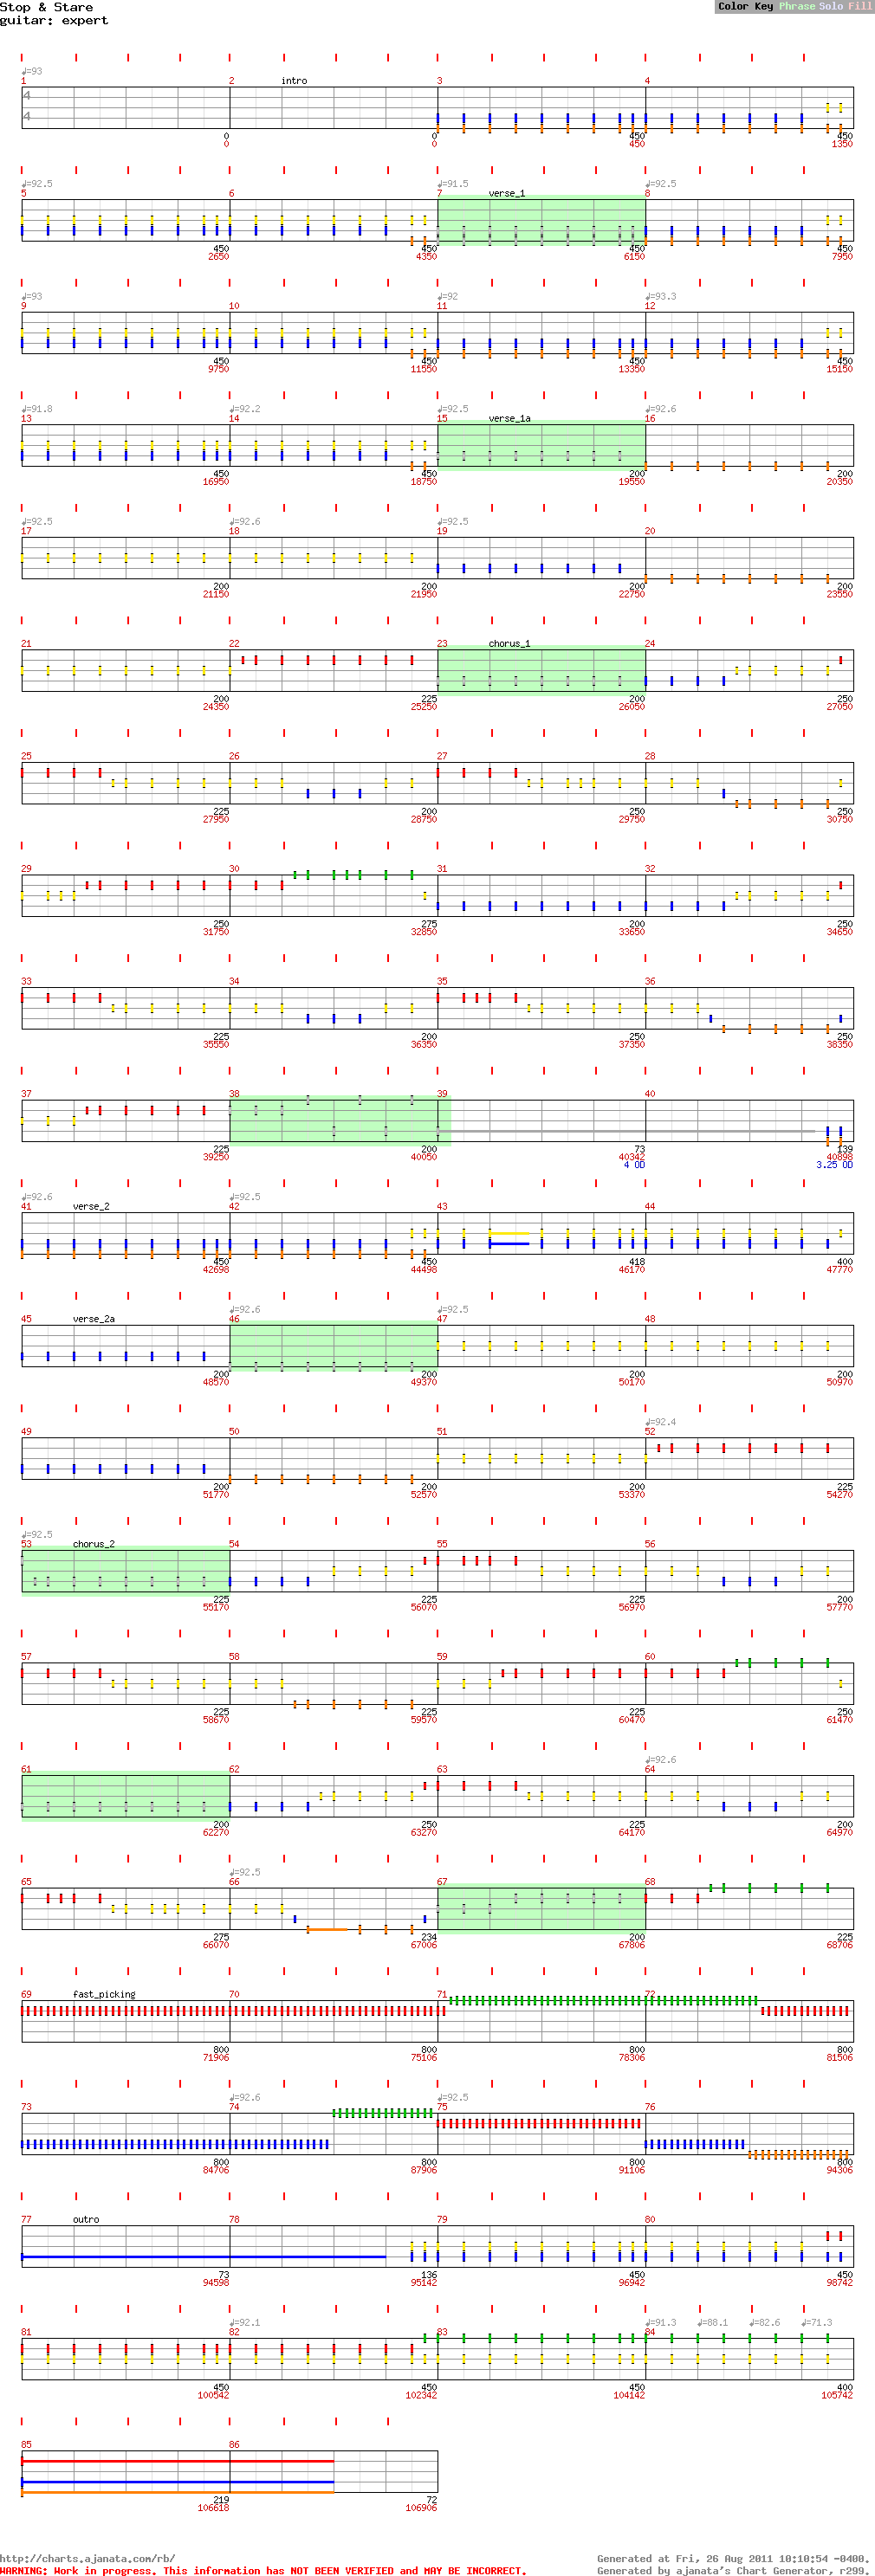 Stop & Stare
guitar: expert
Color Key Phrase Solo Fill
♩=93
1 2 intro 3 4
4
4
0 0 450 450
0 0 450 1350
♩=92.5 ♩=91.5 ♩=92.5
5 6 7 verse_1 8
450 450 450 450
2650 4350 6150 7950
♩=93 ♩=92 ♩=93.3
9 10 11 12
450 450 450 450
9750 11550 13350 15150
♩=91.8 ♩=92.2 ♩=92.5 ♩=92.6
13 14 15 verse_1a 16
450 450 200 200
16950 18750 19550 20350
♩=92.5 ♩=92.6 ♩=92.5
17 18 19 20
200 200 200 200
21150 21950 22750 23550
21 22 23 chorus_1 24
200 225 200 250
24350 25250 26050 27050
25 26 27 28
225 200 250 250
27950 28750 29750 30750
29 30 31 32
250 275 200 250
31750 32850 33650 34650
33 34 35 36
225 200 250 250
35550 36350 37350 38350
37 38 39 40
225 200 73 139
39250 40050 40342 40898
4 OD 3.25 OD
♩=92.6 ♩=92.5
41 verse_2 42 43 44
450 450 418 400
42698 44498 46170 47770
♩=92.6 ♩=92.5
45 verse_2a 46 47 48
200 200 200 200
48570 49370 50170 50970
♩=92.4
49 50 51 52
200 200 200 225
51770 52570 53370 54270
♩=92.5
53 chorus_2 54 55 56
225 225 225 200
55170 56070 56970 57770
57 58 59 60
225 225 225 250
58670 59570 60470 61470
♩=92.6
61 62 63 64
200 250 225 200
62270 63270 64170 64970
♩=92.5
65 66 67 68
275 234 200 225
66070 67006 67806 68706
69 fast_picking 70 71 72
800 800 800 800
71906 75106 78306 81506
♩=92.6 ♩=92.5
73 74 75 76
800 800 800 800
84706 87906 91106 94306
77 outro 78 79 80
73 136 450 450
94598 95142 96942 98742
♩=92.1 ♩=91.3 ♩=88.1 ♩=82.6 ♩=71.3
81 82 83 84
450 450 450 400
100542 102342 104142 105742
85 86
219 72
106618 106906
http://charts.ajanata.com/rb/ Generated at Fri, 26 Aug 2011 10:10:54 -0400.
WARNING: Work in progress. This information has NOT BEEN VERIFIED and MAY BE INCORRECT. Generated by ajanata's Chart Generator, r299.